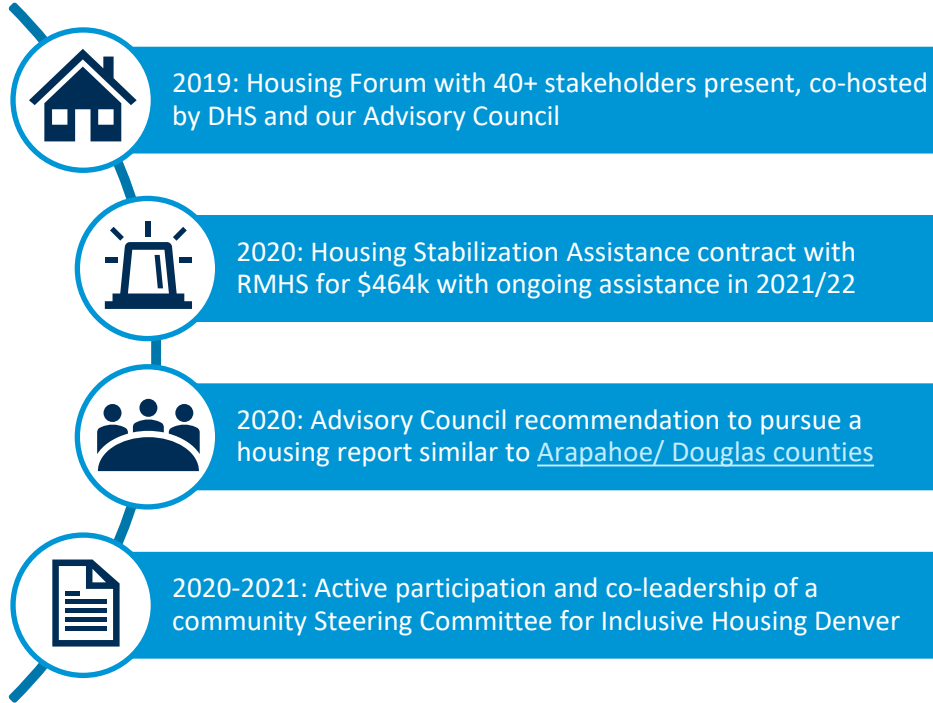 2019: Housing Forum with 40+ stakeholders present, co-hosted
by DHS and our Advisory Council
2020: Housing Stabilization Assistance contract with
RMHS for $464k with ongoing assistance in 2021/22
2020: Advisory Council recommendation to pursue a
housing report similar to Arapahoe/ Douglas counties
2020-2021: Active participation and co-leadership of a
community Steering Committee for Inclusive Housing Denver